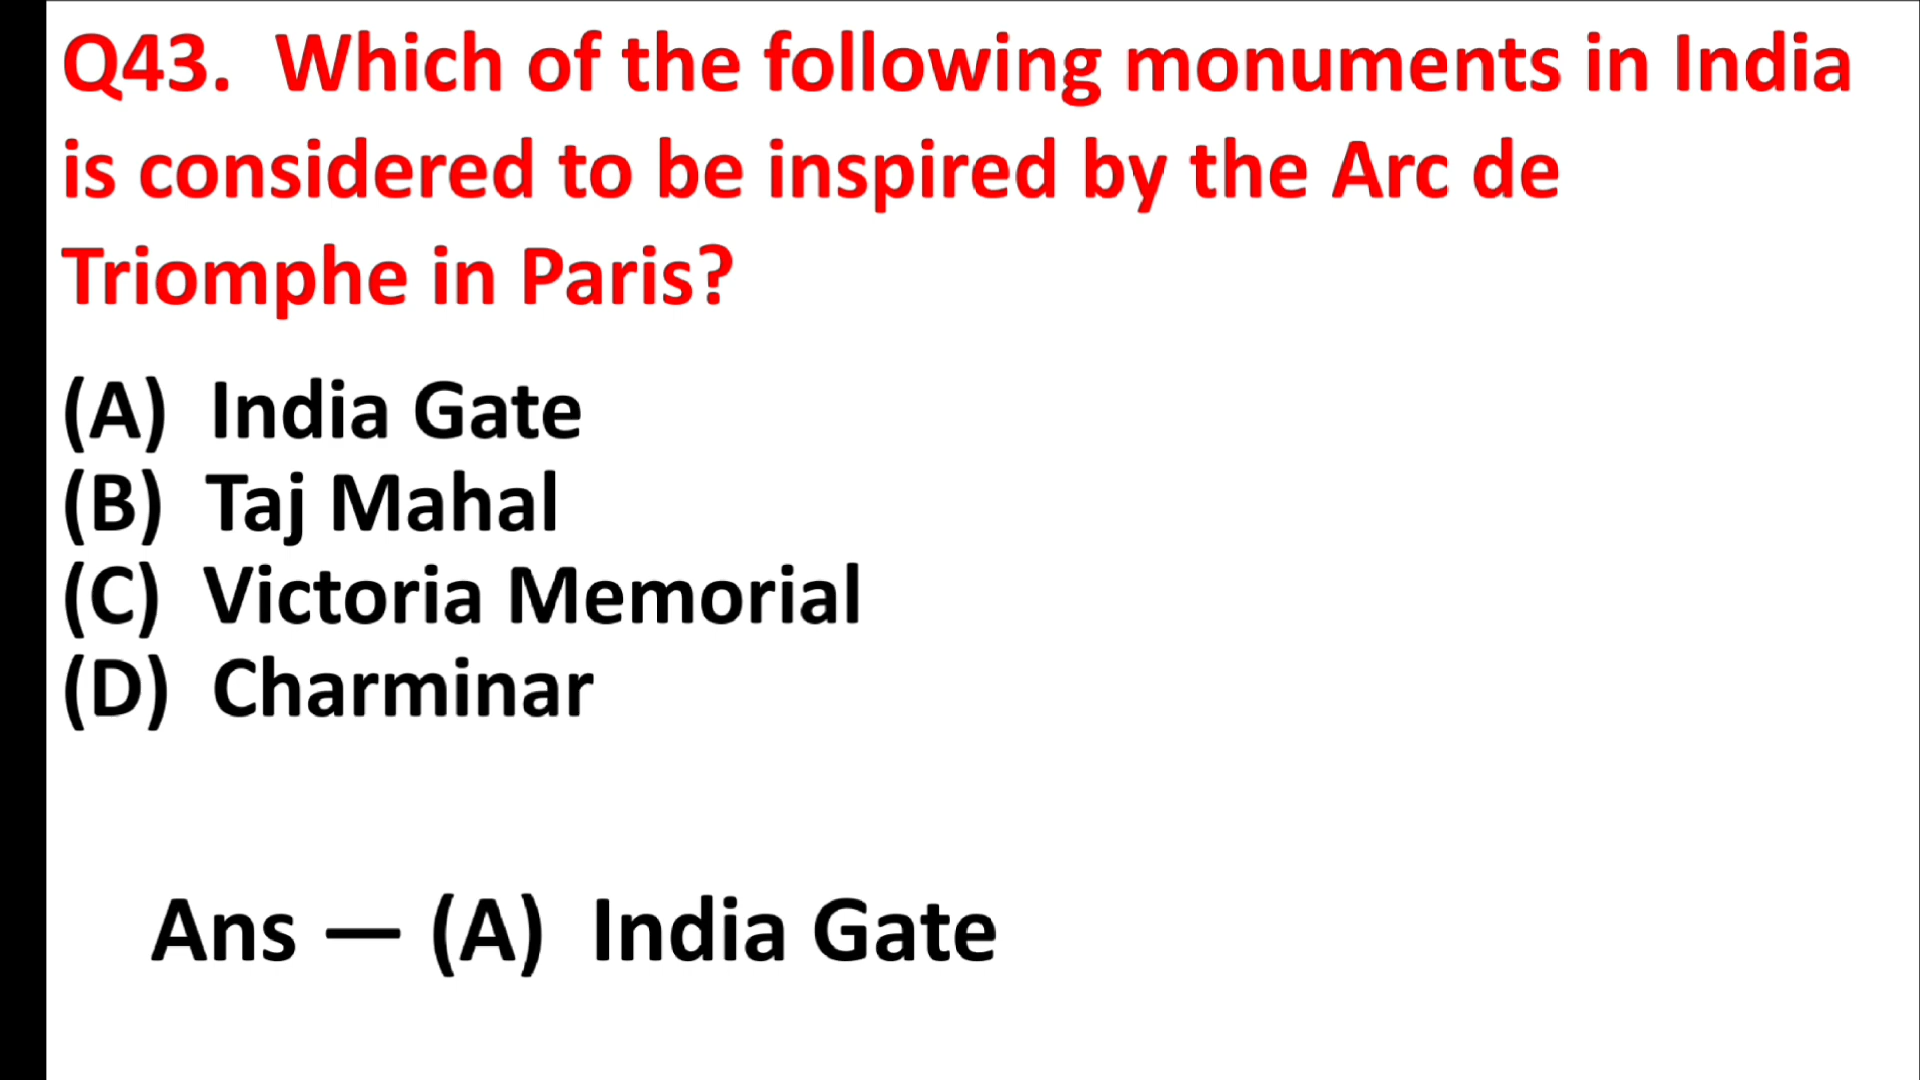 Q43. Which of the following monuments in India
is considered to be inspired by the Arc de
Triomphe in Paris?
(A) India Gate
(B) Taj Mahal
(C) Victoria Memorial
(D) Charminar
Ans — (A) India Gate